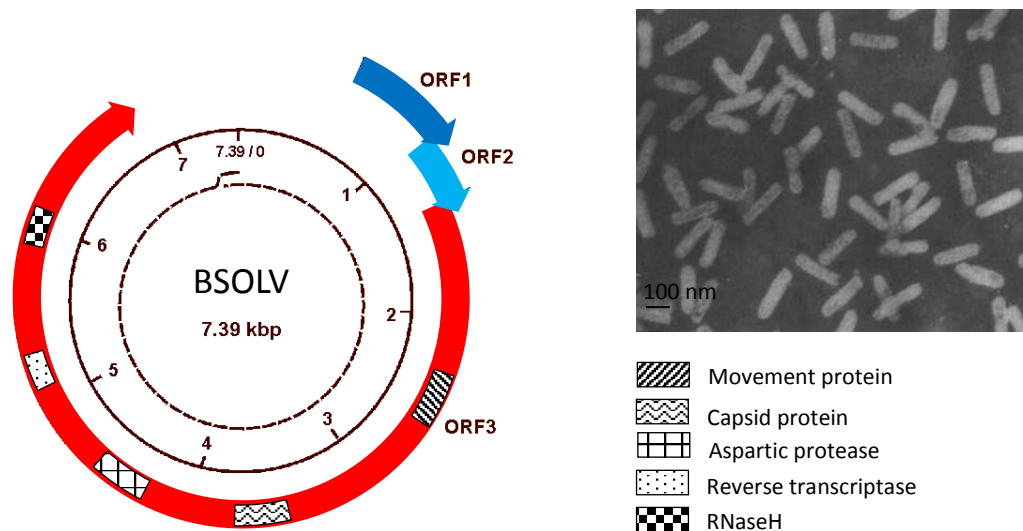 ORF1
ORF2
7.39 / 0
7
1
6
BSOLV
7.39 kbp
2
5
4
3
ORF3
100 nm
Movement protein
Capsid protein
Aspartic protease
Reverse transcriptase
RNaseH